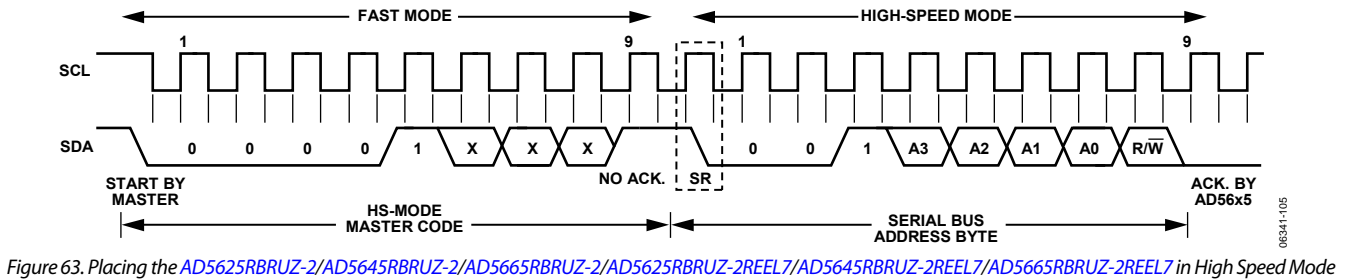 FAST MODE HIGH-SPEED MODE
1 9 1 9
SCL
SDA 0 0 0 0 1 X X X 0 0 1 A3 A2 A1 A0 R/W̅
START BY
MASTER
NO ACK. SR
ACK. BY
AD56x5
HS-MODE
MASTER CODE
SERIAL BUS
ADDRESS BYTE
06341-105
Figure 63. Placing the AD5625RBRUZ-2/AD5645RBRUZ-2/AD5665RBRUZ-2/AD5625RBRUZ-2REEL7/AD5645RBRUZ-2REEL7/AD5665RBRUZ-2REEL7 in High Speed Mode